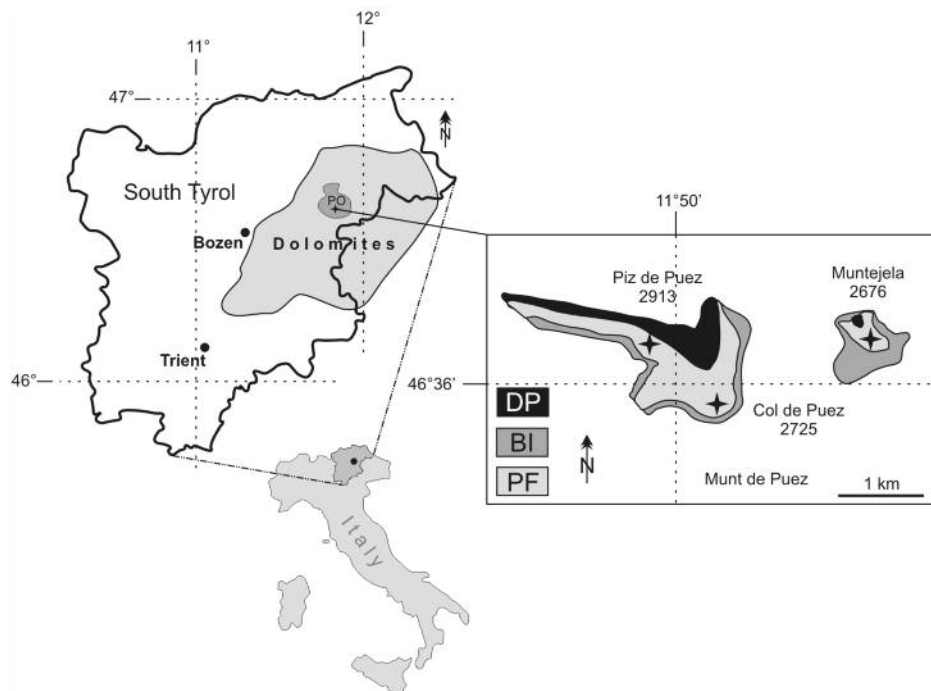 12°
11°
47°
N
South Tyrol
PO
Bozen
Dolomites
Trient
46°
Italy
11°50'
Piz de Puez
2913
Muntejela
2676
46°36'
DP
BI
PF
N
Col de Puez
2725
Munt de Puez
1 km